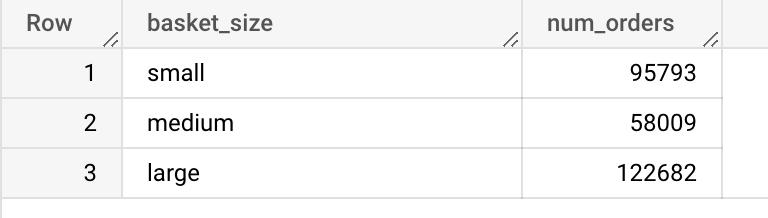 Row basket_size num_orders
1 small 95793
2 medium 58009
3 large 122682